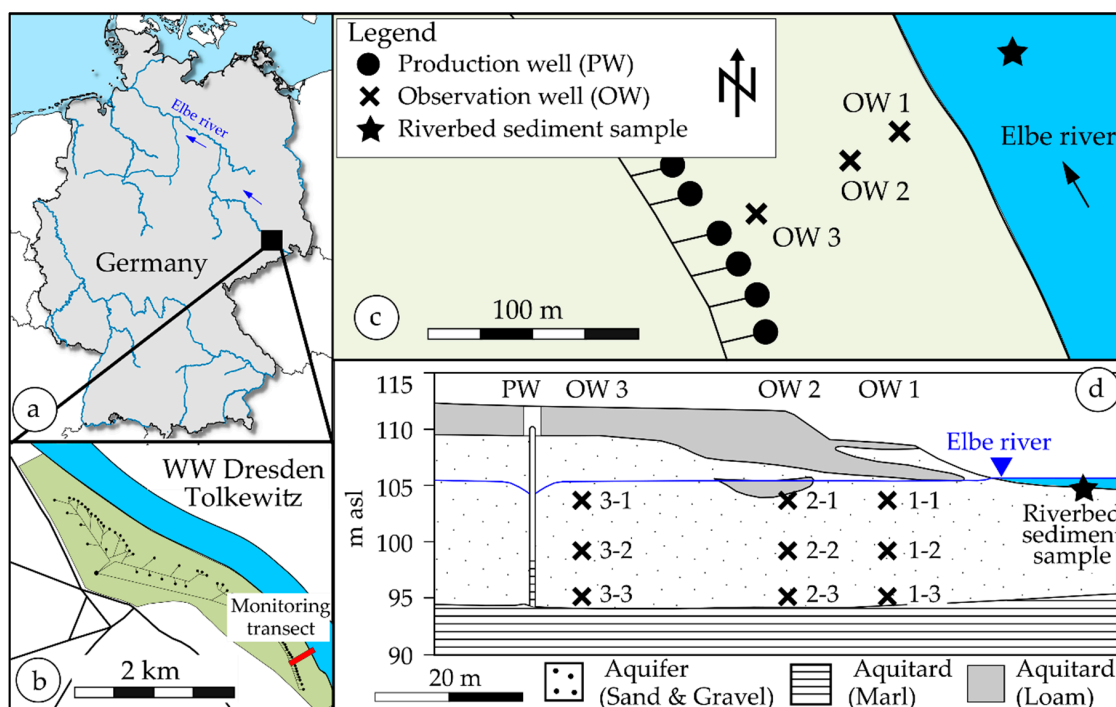 Elbe river
Germany
a
WW Dresden
Tolkewitz
Monitoring
transect
b
2 km
Legend
Production well (PW)
Observation well (OW)
Riverbed sediment sample
N
OW 1
OW 2
OW 3
Elbe river
c
100 m
d
PW OW 3 OW 2 OW 1
115
110
105
100
95
90
m asl
Elbe river
3-1 2-1 1-1
3-2 2-2 1-2
3-3 2-3 1-3
Riverbed
sediment
sample
20 m
Aquifer
(Sand & Gravel)
Aquitard
(Marl)
Aquitard
(Loam)